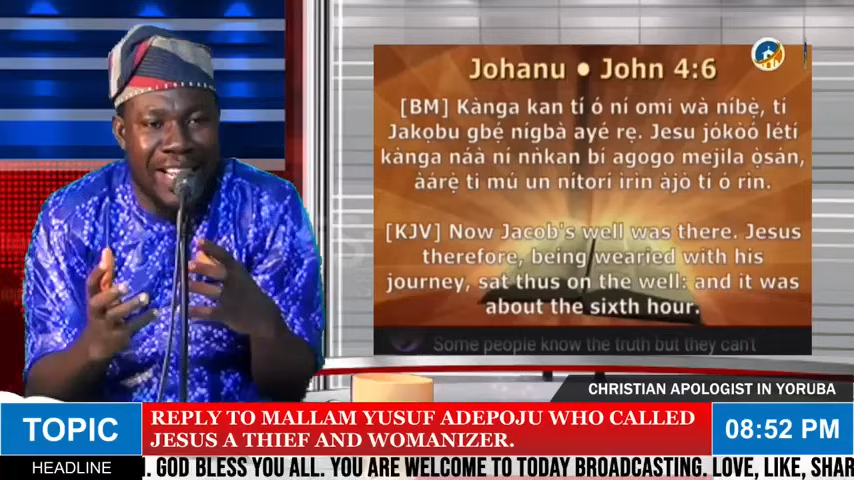 Johanu ● John 4:6
[BM] Kànga kan tí ó ní omi wà níbẹ̀, tí
Jakọbu gbẹ́ nígbà ayé rẹ. Jesu jókòó létí
kànga náà ní nǹkan bí agogo mejila ọ̀sán,
àárẹ̀ ti mú un nítorí ìrìn àjò tí ó rìn.
[KJV] Now Jacob's well was there. Jesus
therefore, being wearied with his
journey, sat thus on the well: and it was
about the sixth hour.
Some people know the truth but they can't
CHRISTIAN APOLOGIST IN YORUBA
TOPIC
REPLY TO MALLAM YUSUF ADEPOJU WHO CALLED
JESUS A THIEF AND WOMANIZER.
08:52 PM
HEADLINE
. GOD BLESS YOU ALL. YOU ARE WELCOME TO TODAY BROADCASTING. LOVE, LIKE, SHAR